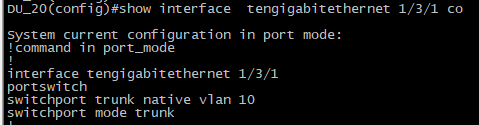 DU_20(config)#show interface  tengigabitethernet 1/3/1 co
System current configuration in port mode:
!command in port_mode
!
interface tengigabitethernet 1/3/1
portswitch
switchport trunk native vlan 10
switchport mode trunk